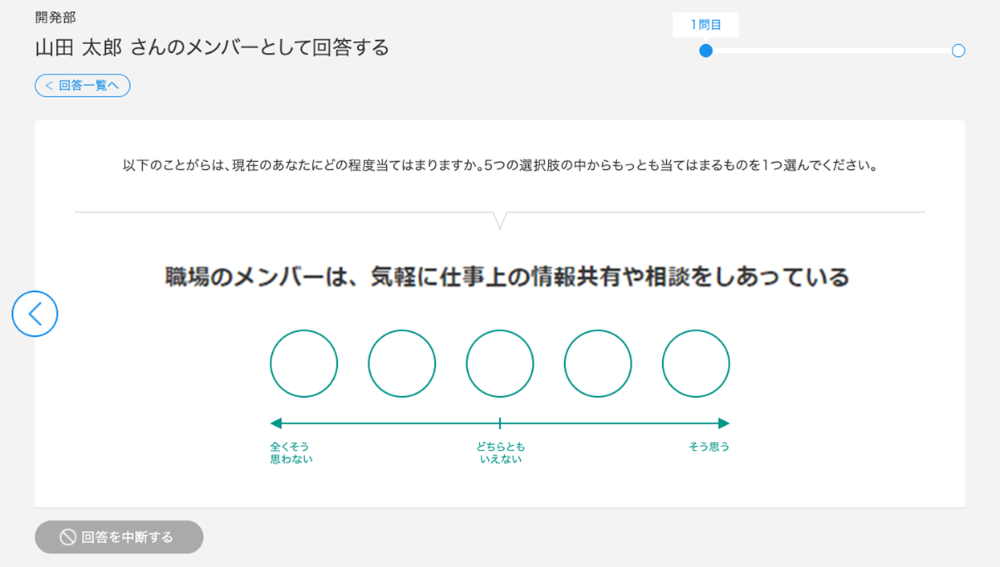 開発部
山田 太郎 さんのメンバーとして回答する
1問目
回答一覧へ
以下のことがらは、現在のあなたにどの程度当てはまりますか。5つの選択肢の中からもっとも当てはまるものを1つ選んでください。
職場のメンバーは、気軽に仕事上の情報共有や相談をしあっている
全くそう
思わない
どちらとも
いえない
そう思う
回答を中断する